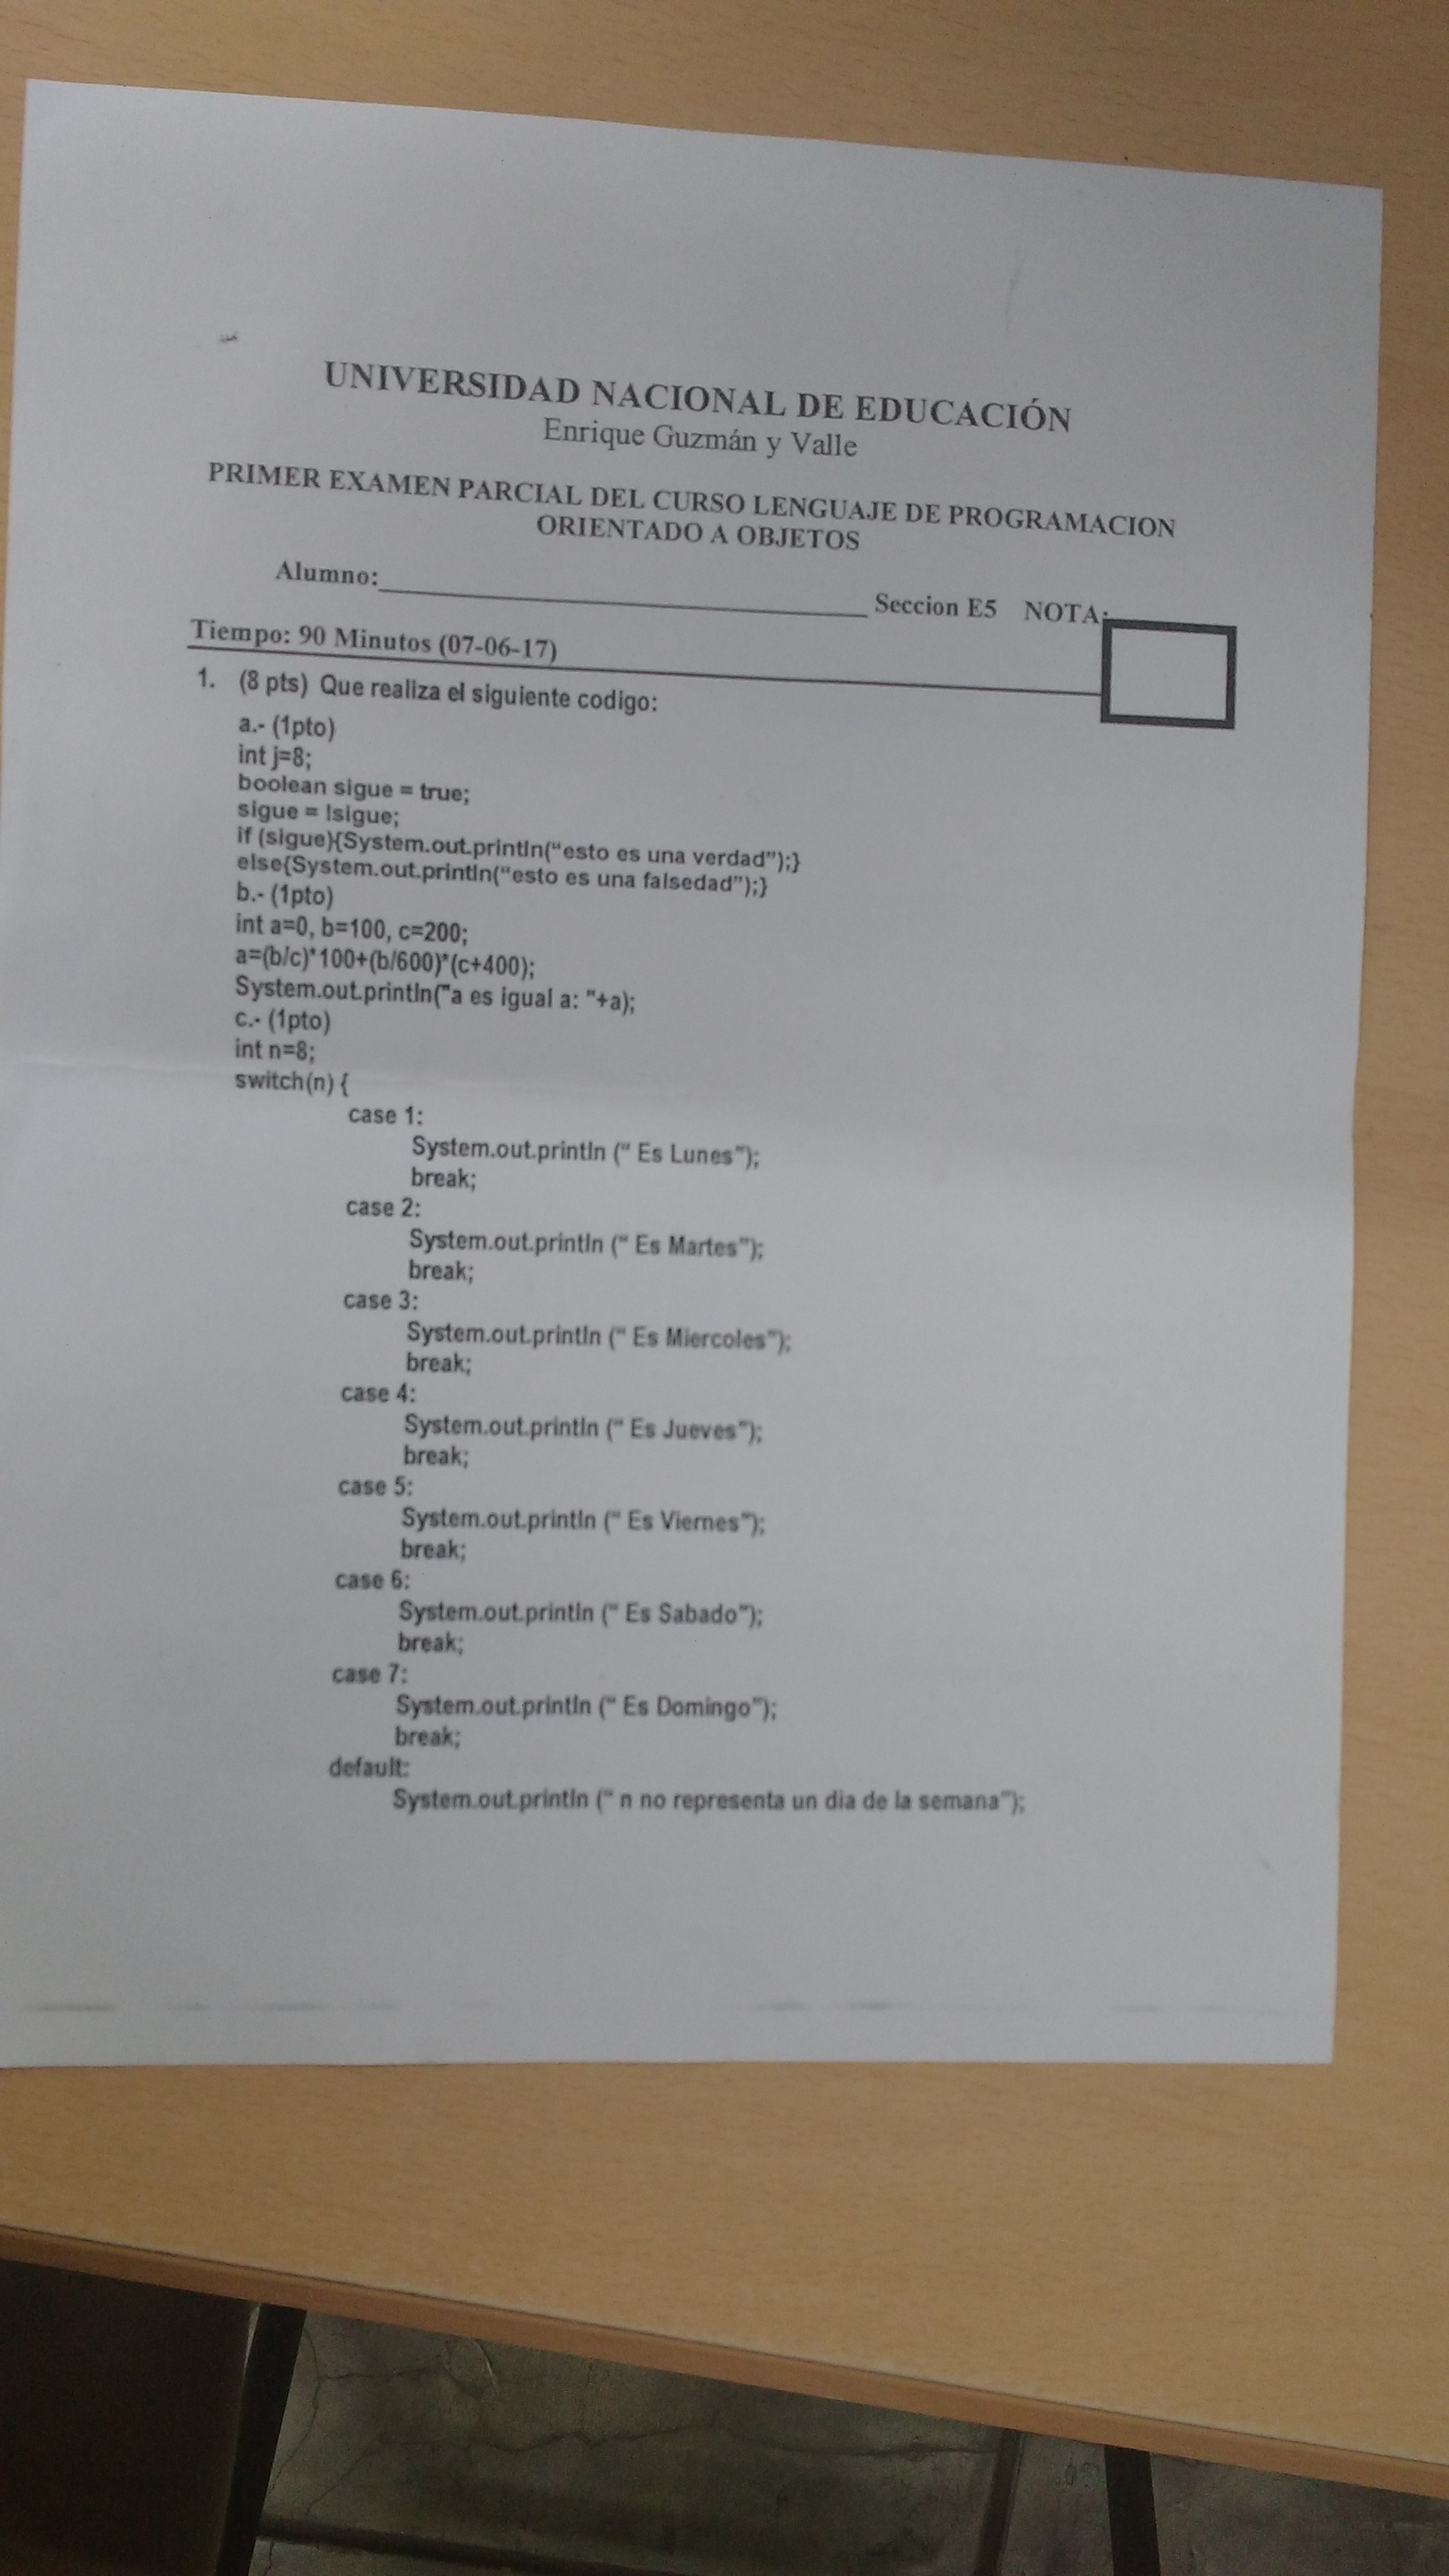 UNIVERSIDAD NACIONAL DE EDUCACIÓN
Enrique Guzmán y Valle
PRIMER EXAMEN PARCIAL DEL CURSO LENGUAJE DE PROGRAMACION
ORIENTADO A OBJETOS
Alumno:____________________ Seccion E5 NOTA:
Tiempo: 90 Minutos (07-06-17)
1. (8 pts) Que realiza el siguiente codigo:
a.- (1pto)
int j=8;
boolean sigue = true;
sigue = !sigue;
if (sigue){System.out.println(“esto es una verdad”);}
else{System.out.println(“esto es una falsedad”);}
b.- (1pto)
int a=0, b=100, c=200;
a=(b/c)*100+(b/600)*(c+400);
System.out.println("a es igual a: "+a);
c.- (1pto)
int n=8;
switch(n) {
case 1:
System.out.println (“ Es Lunes”);
break;
case 2:
System.out.println (“ Es Martes”);
break;
case 3:
System.out.println (“ Es Miercoles”);
break;
case 4:
System.out.println (“ Es Jueves”);
break;
case 5:
System.out.println (“ Es Viernes”);
break;
case 6:
System.out.println (“ Es Sabado”);
break;
case 7:
System.out.println (“ Es Domingo”);
break;
default:
System.out.println (“ n no representa un dia de la semana”);